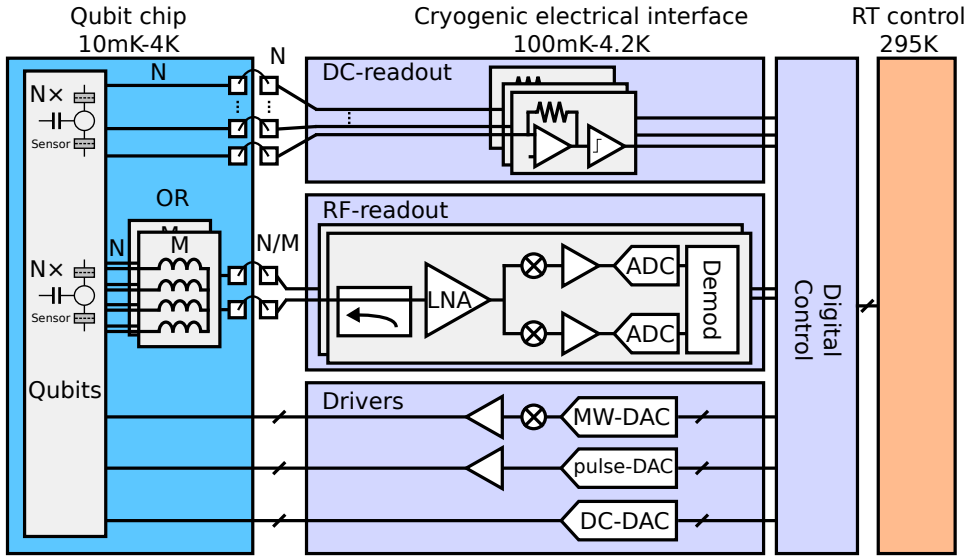 Qubit chip
10mK-4K
Cryogenic electrical interface
100mK-4.2K
RT control
295K
N
N
DC-readout
N×
Sensor
OR
M
M
N
N/M
RF-readout
N×
Sensor
LNA
ADC
ADC
Demod
Digital
Control
Qubits
Drivers
MW-DAC
pulse-DAC
DC-DAC